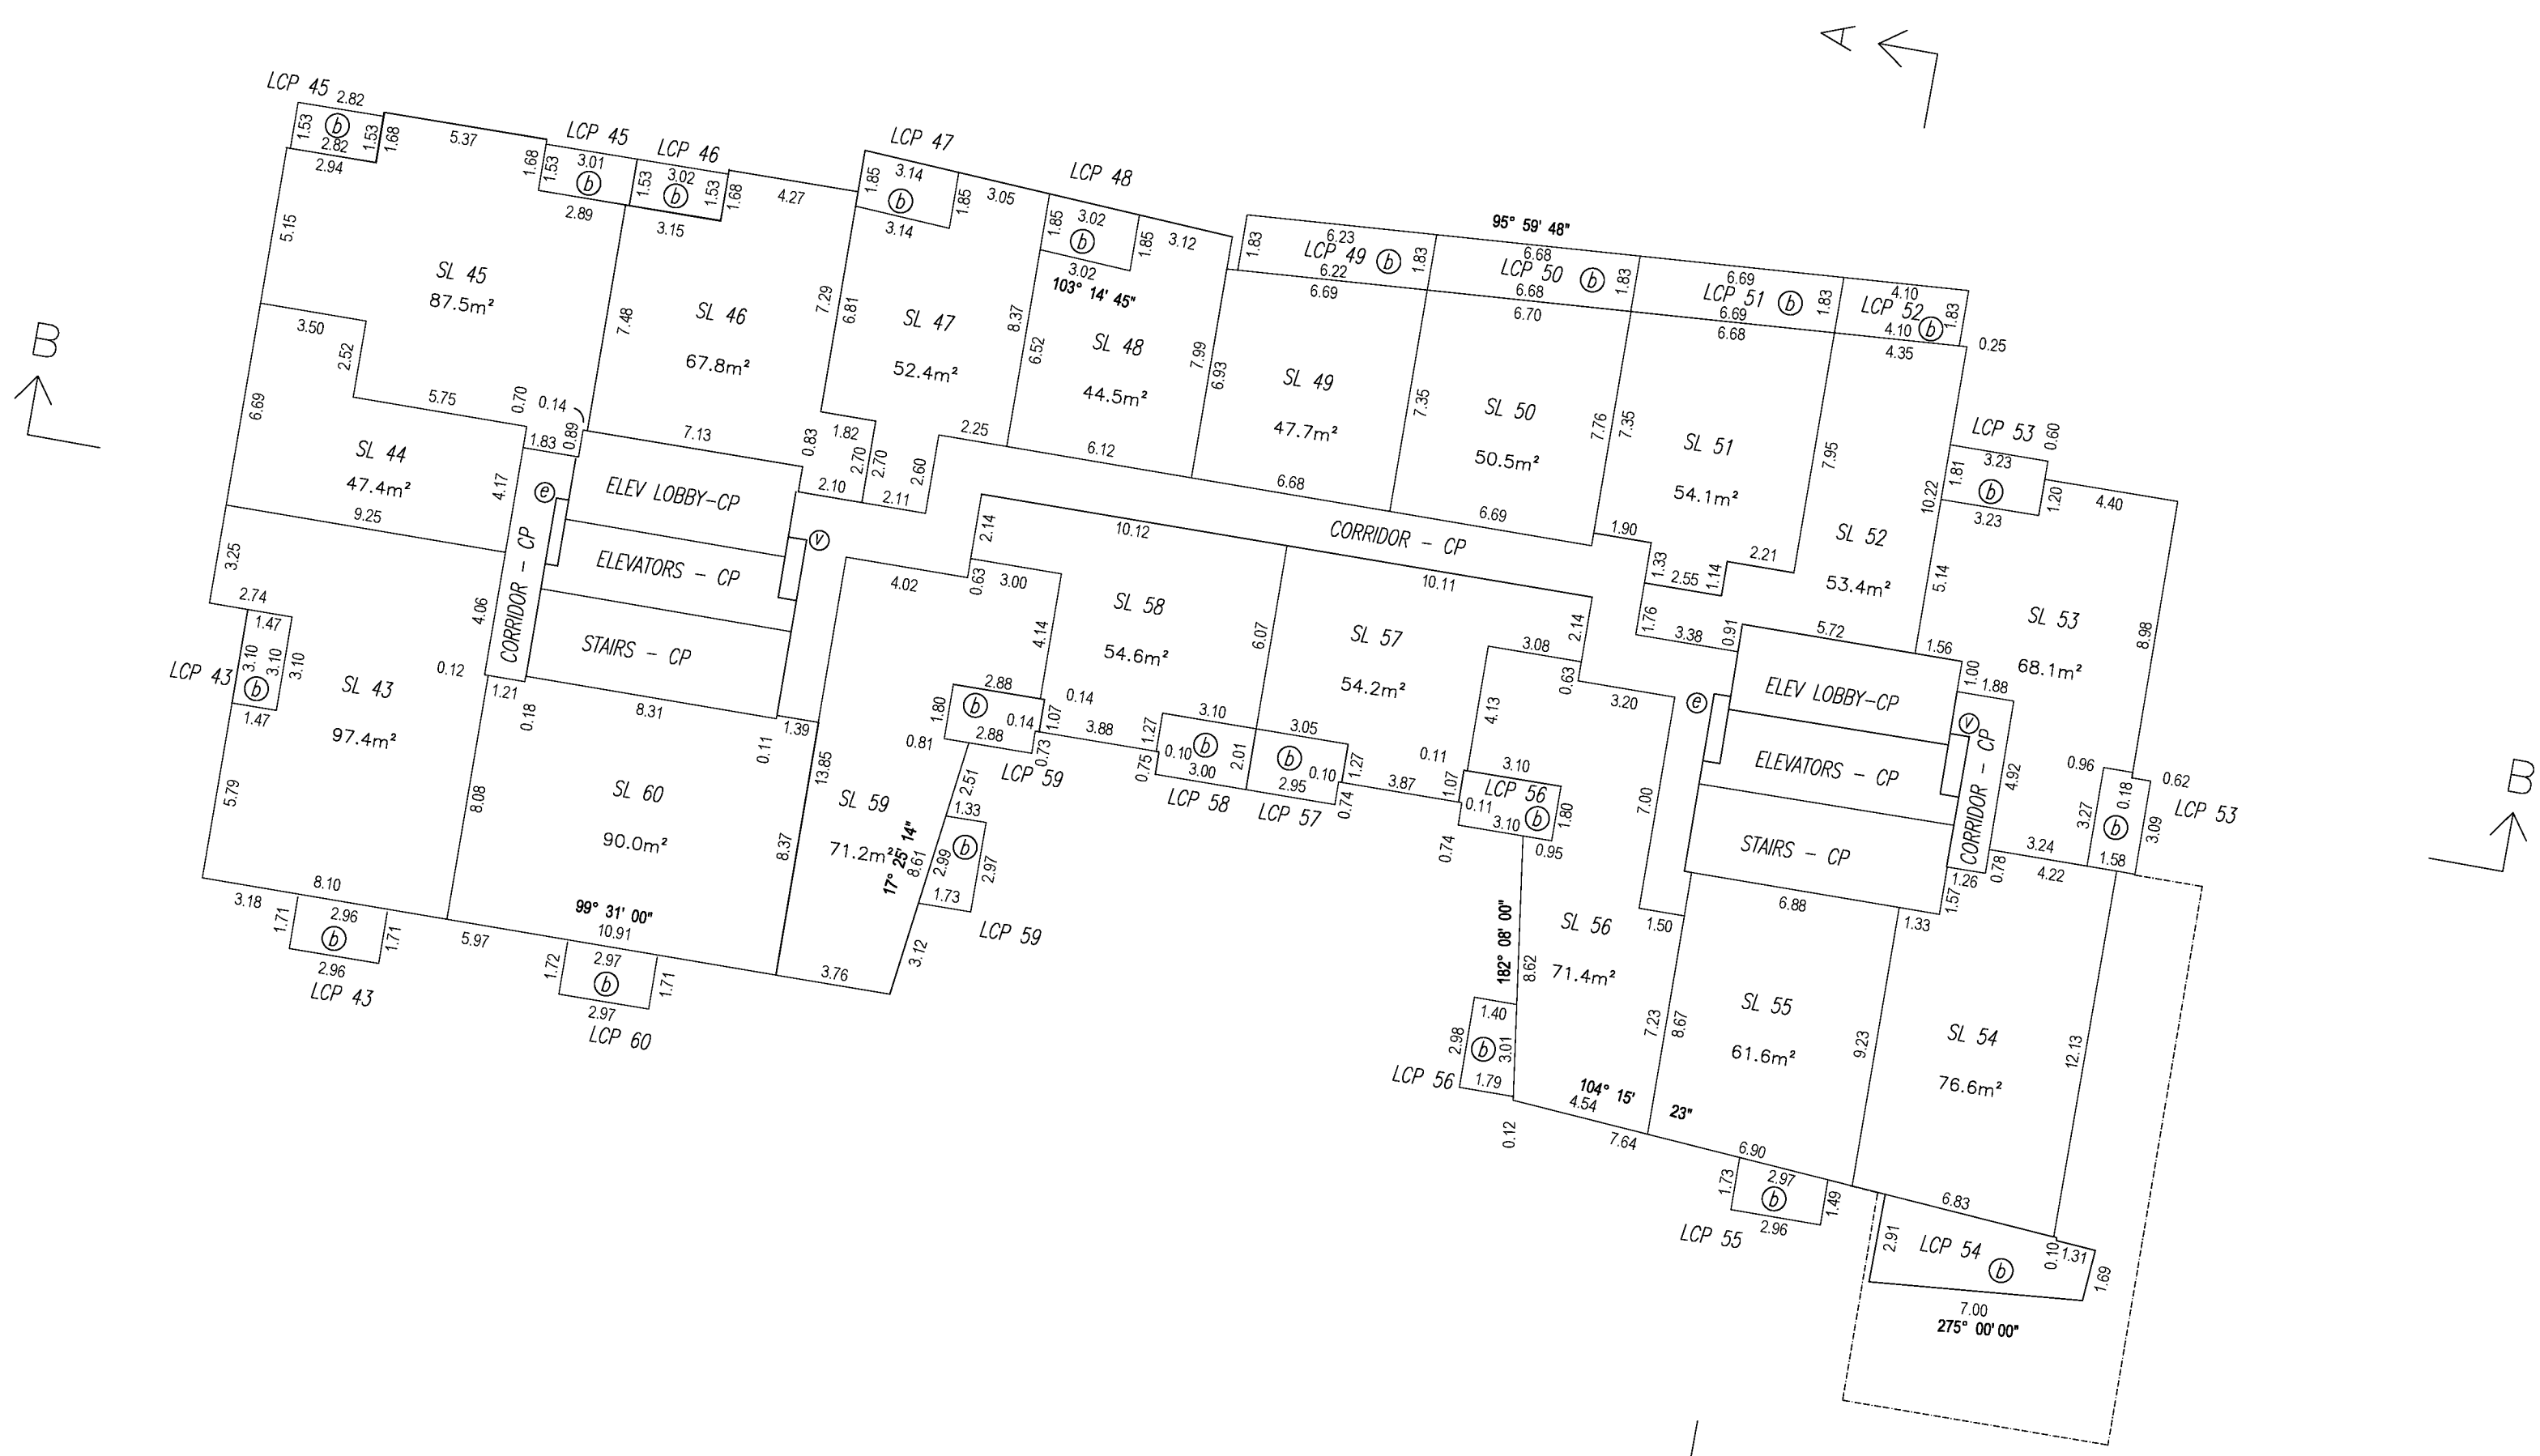 A
LCP 45
2.82
1.53
b
1.53
1.68
2.82
2.94
5.37
LCP 45
1.68
1.53
3.01
b
2.89
LCP 46
1.53
3.02
b
1.53
1.68
3.15
4.27
LCP 47
1.85
3.14
b
1.85
3.14
3.05
LCP 48
1.85
3.02
b
1.85
3.02
3.12
103° 14' 45"
95° 59' 48"
1.83
6.23
LCP 49 b
6.22
1.83
6.69
6.68
LCP 50 b
1.83
6.68
6.70
6.69
LCP 51 b
1.83
6.69
6.68
4.10
LCP 52
b
1.83
4.10
4.35
0.25
5.15
SL 45
87.5m²
3.50
2.52
5.75
0.70
0.14
7.48
SL 46
67.8m²
7.13
7.29
6.81
SL 47
52.4m²
8.37
6.52
SL 48
44.5m²
7.99
6.93
SL 49
47.7m²
7.35
SL 50
50.5m²
7.76
7.35
SL 51
54.1m²
7.95
SL 52
53.4m²
10.22
5.14
LCP 53
0.60
3.23
1.81
b
1.20
3.23
4.40
SL 53
68.1m²
8.98
B
6.69
SL 44
47.4m²
9.25
4.17
1.83
0.89
0.83
1.82
2.70
2.70
2.10
2.11
2.60
2.25
6.12
6.68
6.69
1.90
1.33
2.55
1.14
2.21
1.76
3.38
0.91
5.72
1.56
1.00
1.88
e
ELEV LOBBY-CP
ELEVATORS - CP
STAIRS - CP
CORRIDOR - CP
v
CORRIDOR - CP
3.25
2.74
1.47
3.10
3.10
3.10
LCP 43
b
1.47
SL 43
97.4m²
4.06
0.12
1.21
0.18
8.31
0.11
1.39
5.79
8.10
8.08
3.18
1.71
2.96
b
1.71
2.96
LCP 43
5.97
SL 60
90.0m²
99° 31' 00"
10.91
1.72
2.97
b
1.71
2.97
LCP 60
8.37
13.85
4.02
0.63
2.14
10.12
3.00
4.14
SL 59
71.2m²
17° 25' 14"
8.61
3.76
3.12
2.88
1.80
b
0.14
2.88
0.81
1.07
0.14
0.73
LCP 59
2.51
1.33
2.99
b
2.97
1.73
LCP 59
SL 58
54.6m²
6.07
3.88
1.27
3.10
0.10
b
2.01
3.00
0.75
LCP 58
10.11
SL 57
54.2m²
3.05
b
0.10
1.27
2.95
0.74
LCP 57
3.87
3.08
2.14
0.63
4.13
3.20
0.11
1.07
3.10
LCP 56
0.11
3.10
b
1.80
0.74
0.95
7.00
1.50
182° 08' 00"
8.62
SL 56
71.4m²
1.40
2.98
b
3.01
1.79
LCP 56
0.12
104° 15' 23"
4.54
7.64
7.23
8.67
e
ELEV LOBBY-CP
ELEVATORS - CP
STAIRS - CP
v
CORRIDOR - CP
4.92
6.88
1.33
1.57
1.26
0.78
3.24
4.22
0.96
0.62
3.27
0.18
b
3.09
1.58
LCP 53
B
SL 55
61.6m²
9.23
6.90
1.73
2.97
b
1.49
2.96
LCP 55
SL 54
76.6m²
12.13
6.83
2.91
LCP 54
b
0.10
1.31
1.69
7.00
275° 00' 00"